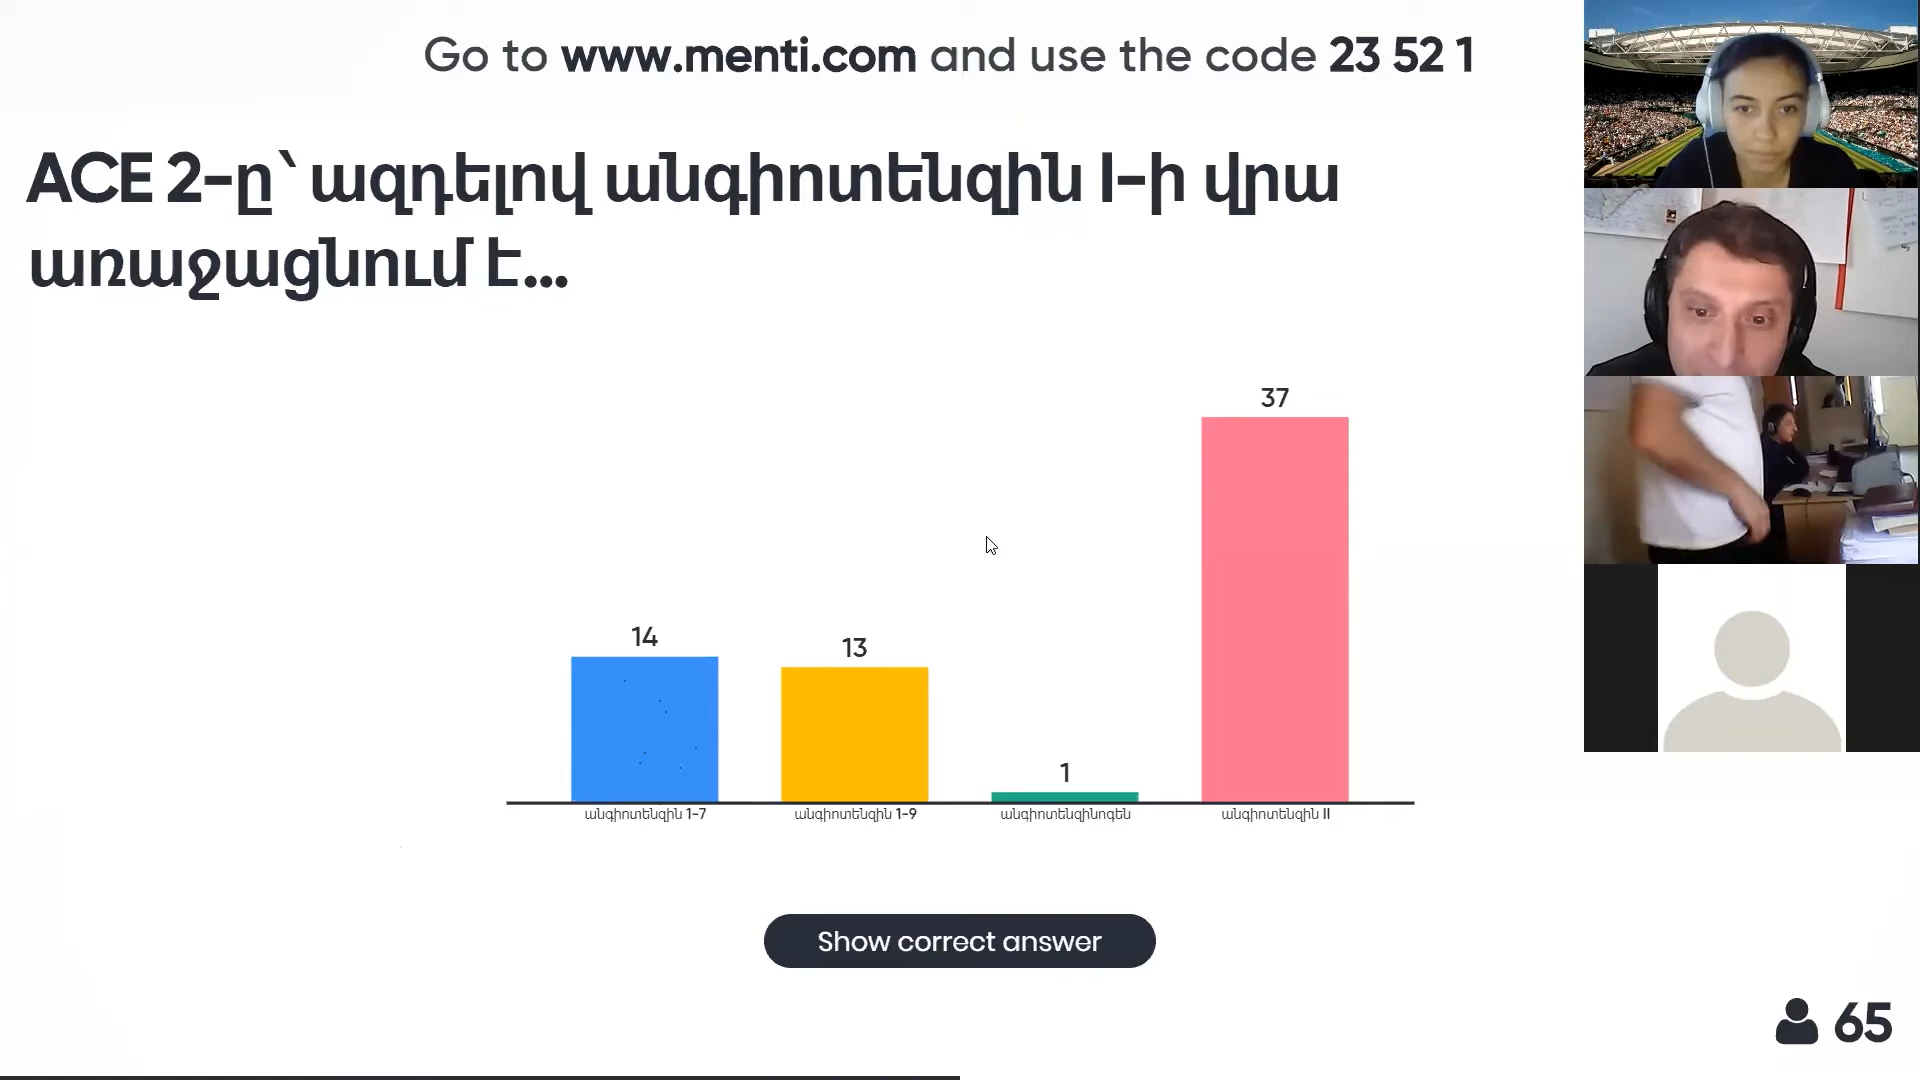 Go to www.menti.com and use the code 23 52 1
ACE 2-ը՝ ազդելով անգիոտենզին I-ի վրա
առաջացնում է...
37
14
13
1
անգիոտենզին 1-7
անգիոտենզին 1-9
անգիոտենզինոգեն
անգիոտենզին II
Show correct answer
65